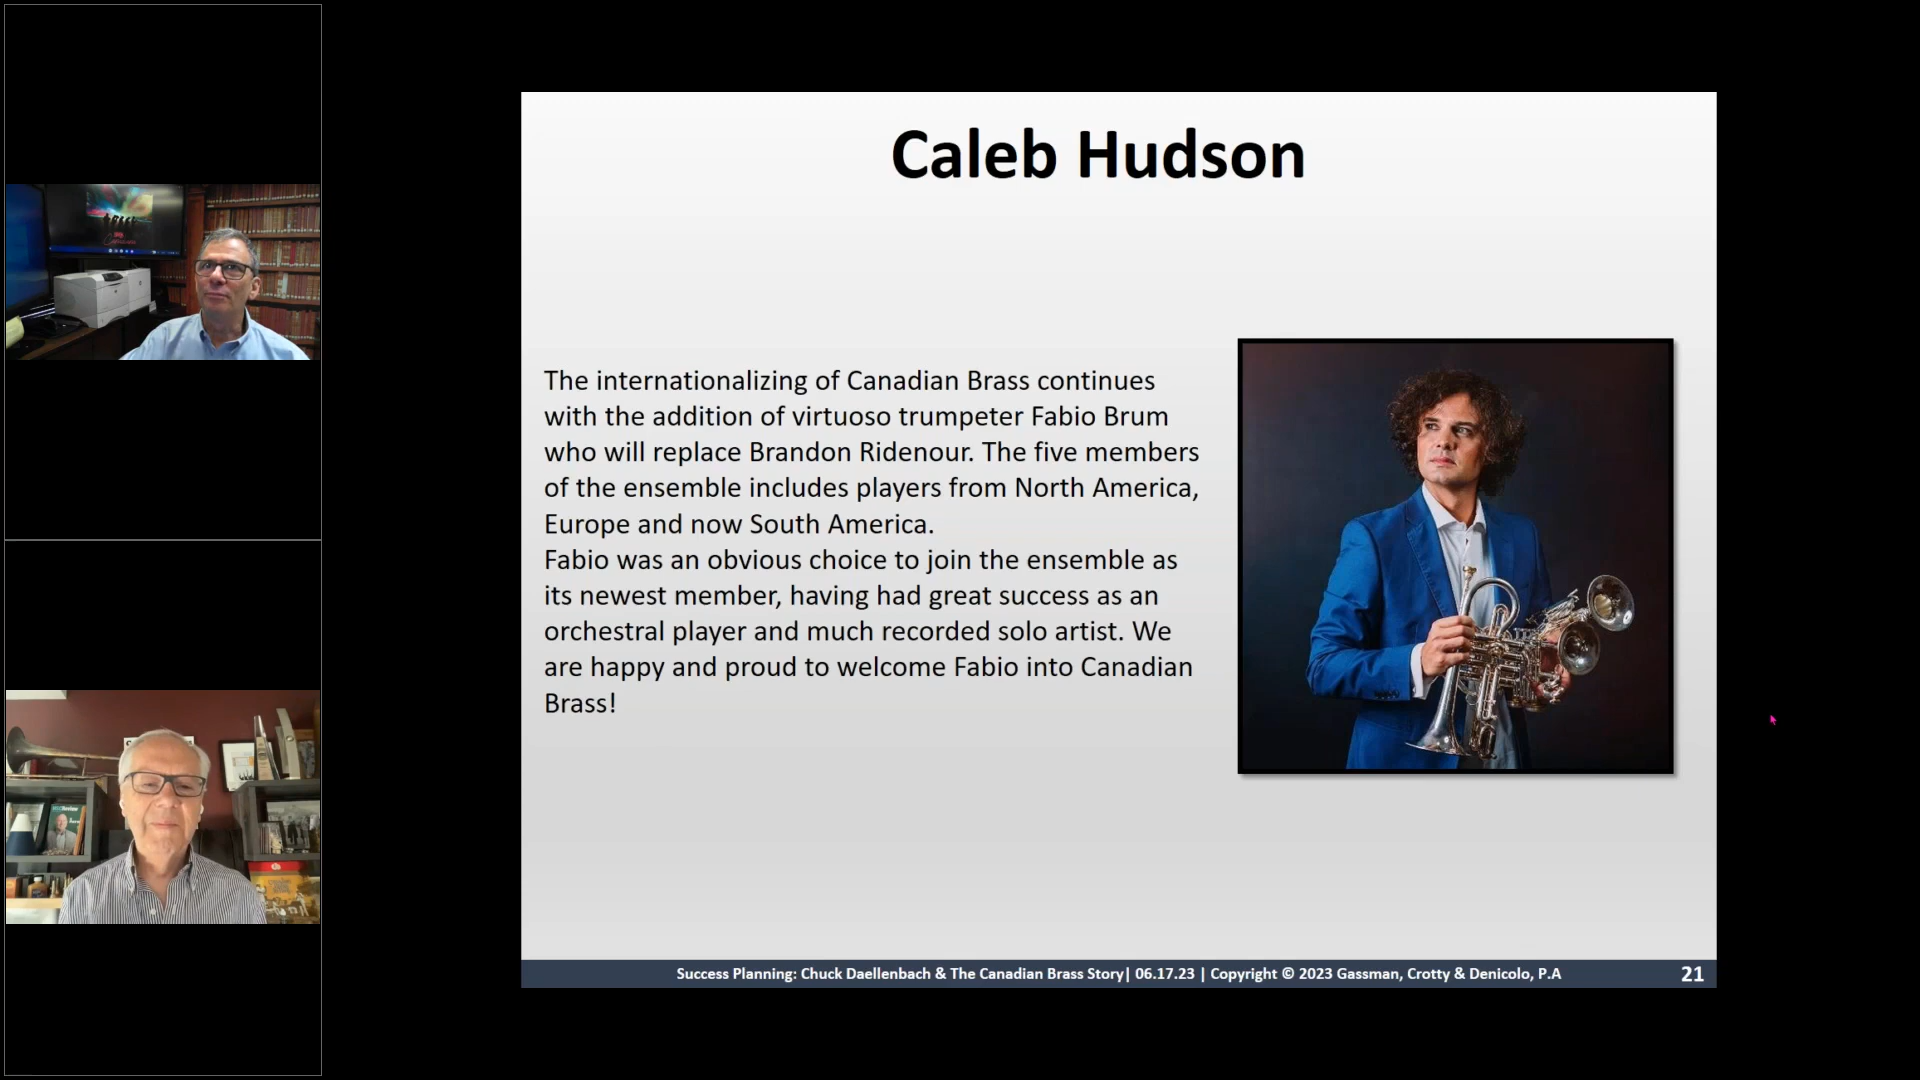 Caleb Hudson
The internationalizing of Canadian Brass continues
with the addition of virtuoso trumpeter Fabio Brum
who will replace Brandon Ridenour. The five members
of the ensemble includes players from North America,
Europe and now South America.
Fabio was an obvious choice to join the ensemble as
its newest member, having had great success as an
orchestral player and much recorded solo artist. We
are happy and proud to welcome Fabio into Canadian
Brass!
Success Planning: Chuck Daellenbach & The Canadian Brass Story| 06.17.23 | Copyright © 2023 Gassman, Crotty & Denicolo, P.A
21